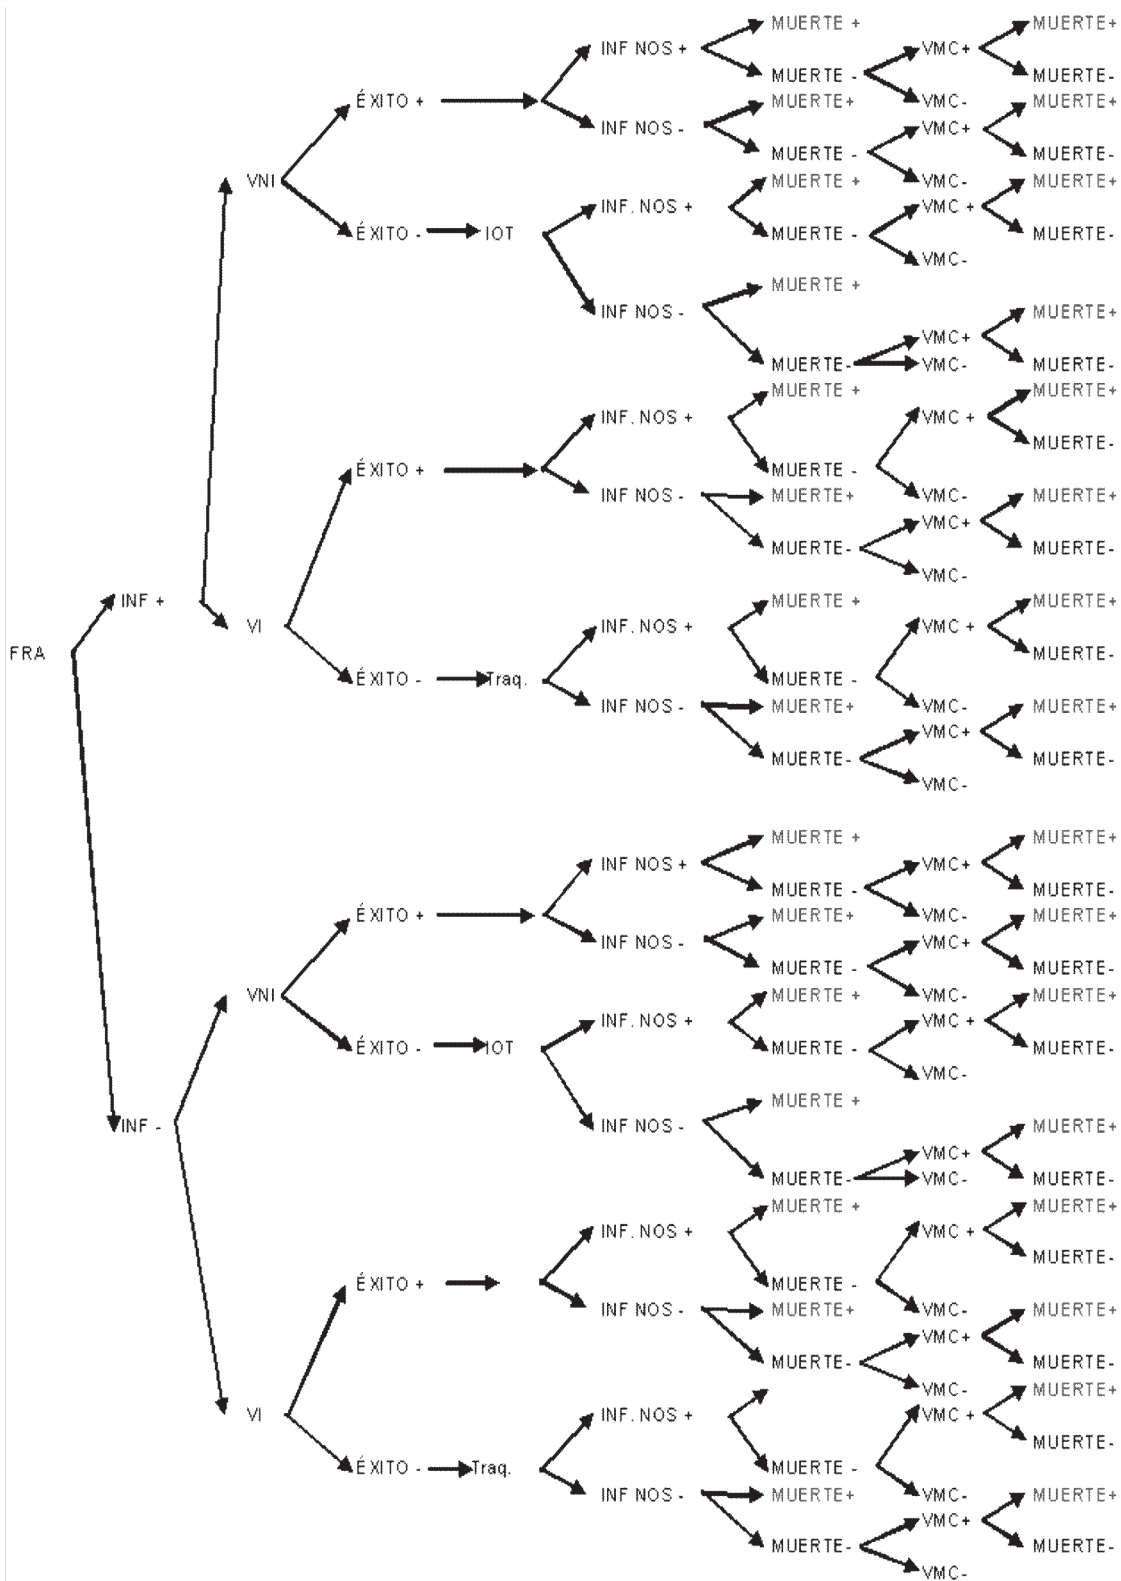 MUERTE + MUERTE+
INF NOS + VMC+
MUERTE - MUERTE-
ÉXITO + MUERTE+ VMC- MUERTE+
INF NOS - VMC+
MUERTE - MUERTE-
VNI MUERTE + VMC- MUERTE+
INF. NOS + VMC +
ÉXITO - IOT MUERTE - MUERTE-
VMC-
MUERTE +
INF NOS - MUERTE+
VMC+
MUERTE- VMC- MUERTE-
MUERTE + MUERTE+
INF. NOS + VMC +
MUERTE-
ÉXITO + MUERTE -
INF NOS - MUERTE+ VMC- MUERTE+
VMC+
MUERTE- MUERTE-
VMC-
INF + MUERTE + MUERTE+
VI INF. NOS + VMC +
FRA MUERTE-
ÉXITO - Traq. MUERTE -
INF NOS - MUERTE+ VMC- MUERTE+
VMC+
MUERTE- MUERTE-
VMC-
MUERTE + MUERTE+
INF NOS + VMC+
MUERTE - MUERTE-
ÉXITO + MUERTE+ VMC- MUERTE+
INF NOS - VMC+
MUERTE - MUERTE-
VNI MUERTE + VMC- MUERTE+
INF. NOS + VMC +
ÉXITO - IOT MUERTE - MUERTE-
VMC-
MUERTE +
INF - INF NOS - MUERTE+
VMC+
MUERTE- VMC- MUERTE-
MUERTE + MUERTE+
INF. NOS + VMC +
MUERTE-
ÉXITO + MUERTE -
INF NOS - MUERTE+ VMC- MUERTE+
VMC+
MUERTE- MUERTE-
VMC- MUERTE+
VI INF. NOS + VMC +
MUERTE-
ÉXITO - Traq. MUERTE -
INF NOS - MUERTE+ VMC- MUERTE+
VMC+
MUERTE- MUERTE-
VMC-